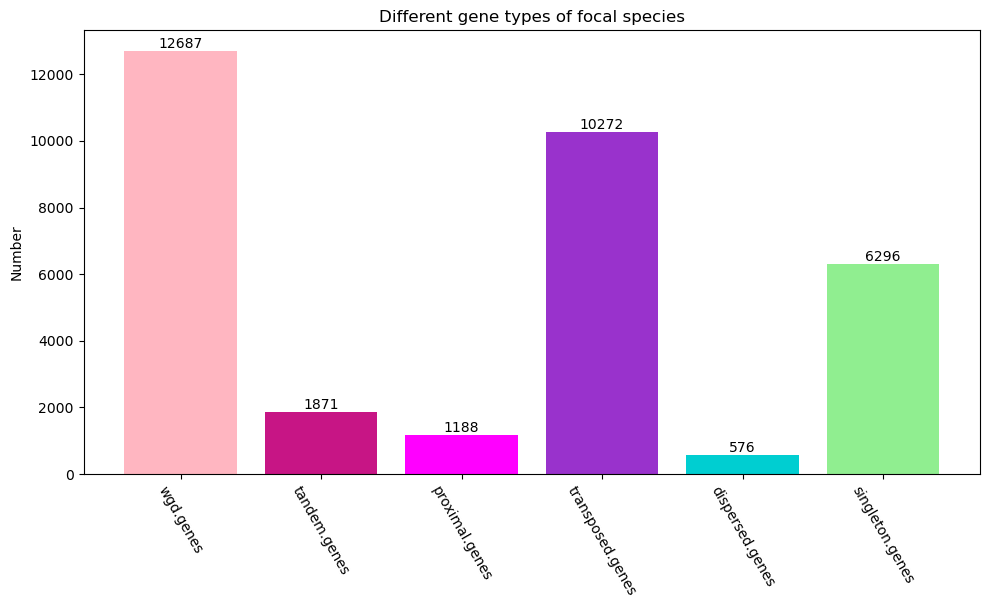 Different gene types of focal species
Number
12000
10000
8000
6000
4000
2000
0
12687
1871
1188
10272
576
6296
wgd.genes
tandem.genes
proximal.genes
transposed.genes
dispersed.genes
singleton.genes